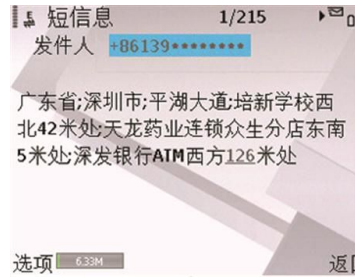 短信息 1/215
发件人 +86139********
广东省;深圳市;平湖大道;培新学校西
北42米处;天龙药业连锁众生分店东南
5米处;深发银行ATM西方126米处
选项 6.33M 返回